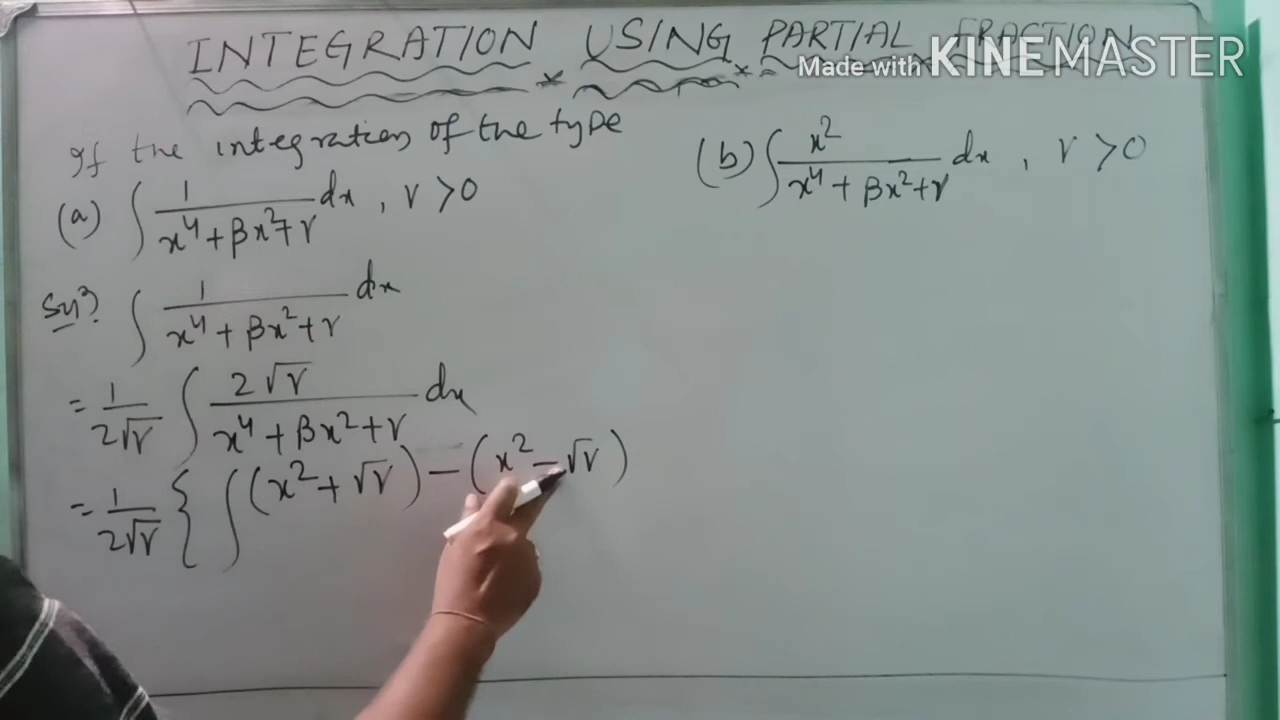 INTEGRATION USING PARTIAL FRACTION
Made with KINEMASTER
If the integration of the type
(a) ∫ 1/(x⁴ + βx² + γ) dx , γ > 0
(b) ∫ x²/(x⁴ + βx² + γ) dx , γ > 0
∫ 1/(x⁴ + βx² + γ) dx
= 1/(2√γ) ∫ 2√γ/(x⁴ + βx² + γ) dx
= 1/(2√γ) { ∫ (x² + √γ) − (x² − √γ)